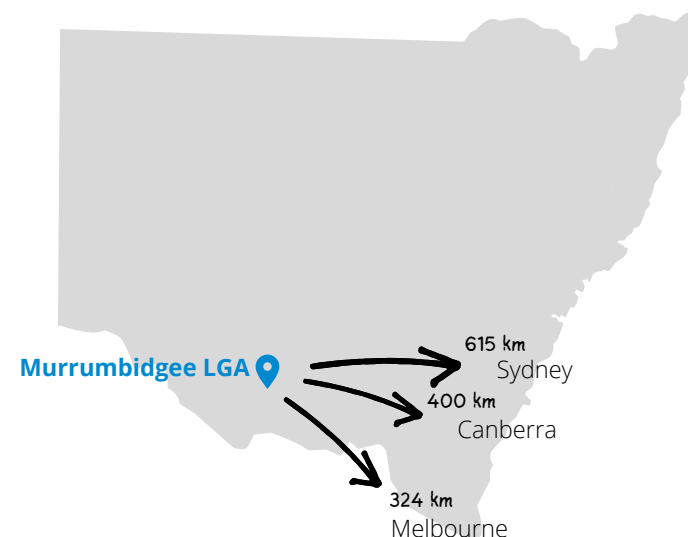 615 km
Sydney
Murrumbidgee LGA
400 km
Canberra
324 km
Melbourne